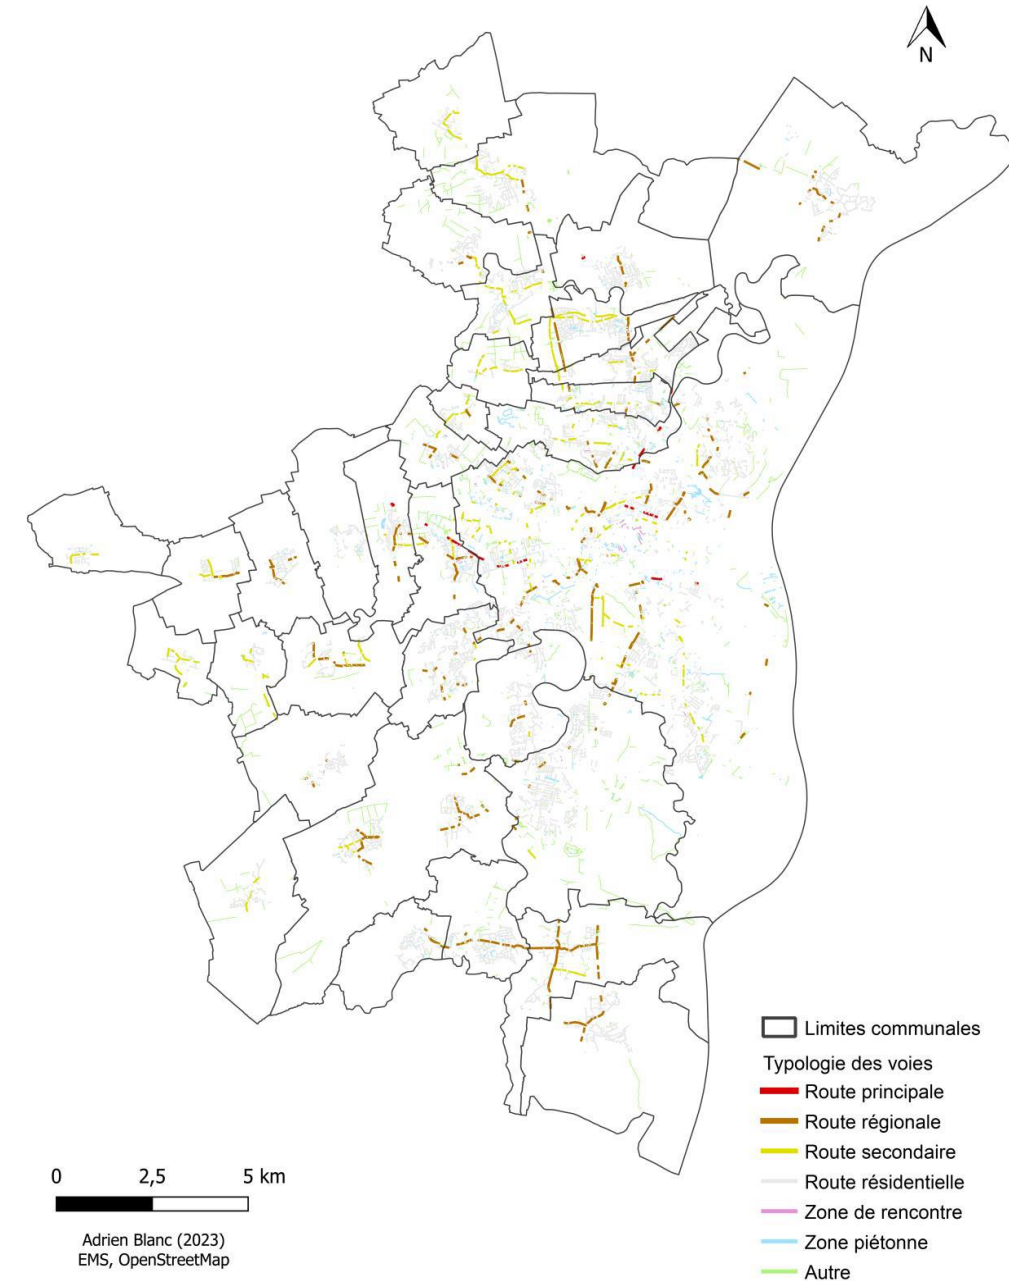 N
Limites communales
Typologie des voies
Route principale
Route régionale
Route secondaire
Route résidentielle
Zone de rencontre
Zone piétonne
Autre
0 2,5 5 km
Adrien Blanc (2023)
EMS, OpenStreetMap